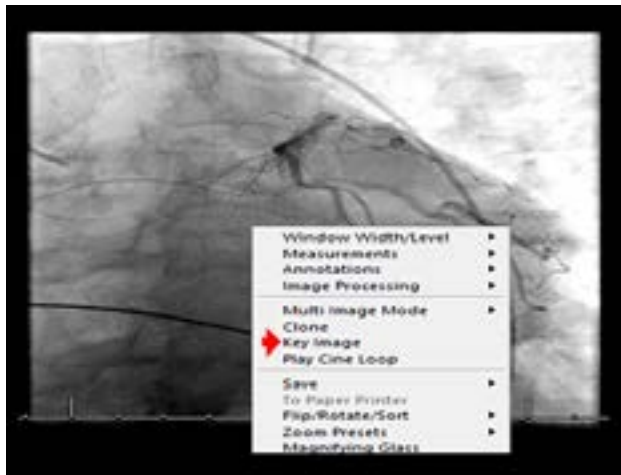 Window Width/Level
Measurements
Annotations
Image Processing
Multi Image Mode
Clone
Key Image
Play Cine Loop
Save
To Paper Printer
Flip/Rotate/Sort
Zoom Presets
Magnifying Glass